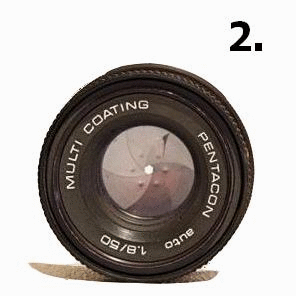 2.
MULTI COATING
PENTACON auto 1.8/50